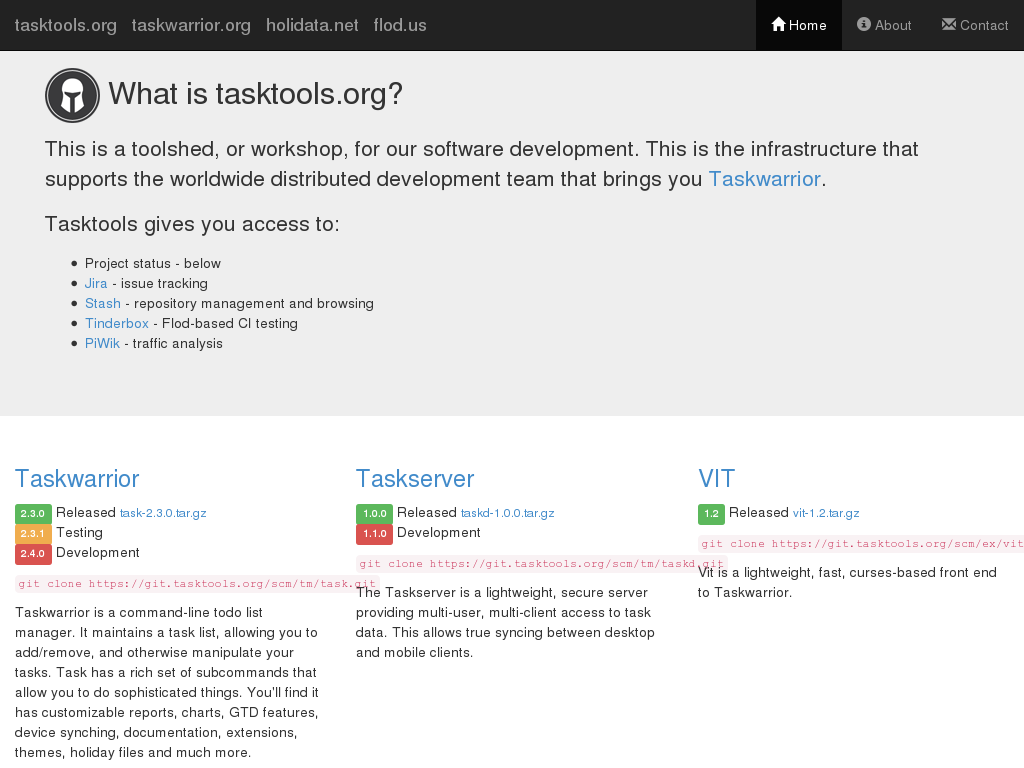 tasktools.org taskwarrior.org holidata.net flod.us Home About Contact
What is tasktools.org?
This is a toolshed, or workshop, for our software development. This is the infrastructure that
supports the worldwide distributed development team that brings you Taskwarrior.
Tasktools gives you access to:
Project status - below
Jira - issue tracking
Stash - repository management and browsing
Tinderbox - Flod-based CI testing
PiWik - traffic analysis
Taskwarrior
2.3.0 Released task-2.3.0.tar.gz
2.3.1 Testing
2.4.0 Development
git clone https://git.tasktools.org/scm/tm/task.git
Taskwarrior is a command-line todo list
manager. It maintains a task list, allowing you to
add/remove, and otherwise manipulate your
tasks. Task has a rich set of subcommands that
allow you to do sophisticated things. You'll find it
has customizable reports, charts, GTD features,
device synching, documentation, extensions,
themes, holiday files and much more.
Taskserver
1.0.0 Released taskd-1.0.0.tar.gz
1.1.0 Development
git clone https://git.tasktools.org/scm/tm/taskd.git
The Taskserver is a lightweight, secure server
providing multi-user, multi-client access to task
data. This allows true syncing between desktop
and mobile clients.
VIT
1.2 Released vit-1.2.tar.gz
git clone https://git.tasktools.org/scm/ex/vit
Vit is a lightweight, fast, curses-based front end
to Taskwarrior.